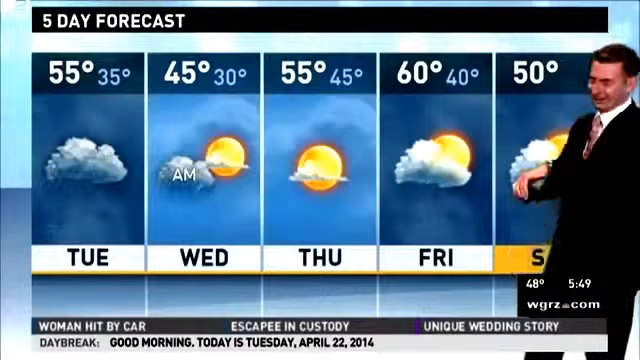 5 DAY FORECAST
55° 35° 45° 30° 55° 45° 60° 40° 50°
AM
TUE WED THU FRI S
48° 5:49
wgrz.com
WOMAN HIT BY CAR ESCAPEE IN CUSTODY UNIQUE WEDDING STORY
DAYBREAK: GOOD MORNING. TODAY IS TUESDAY, APRIL 22, 2014